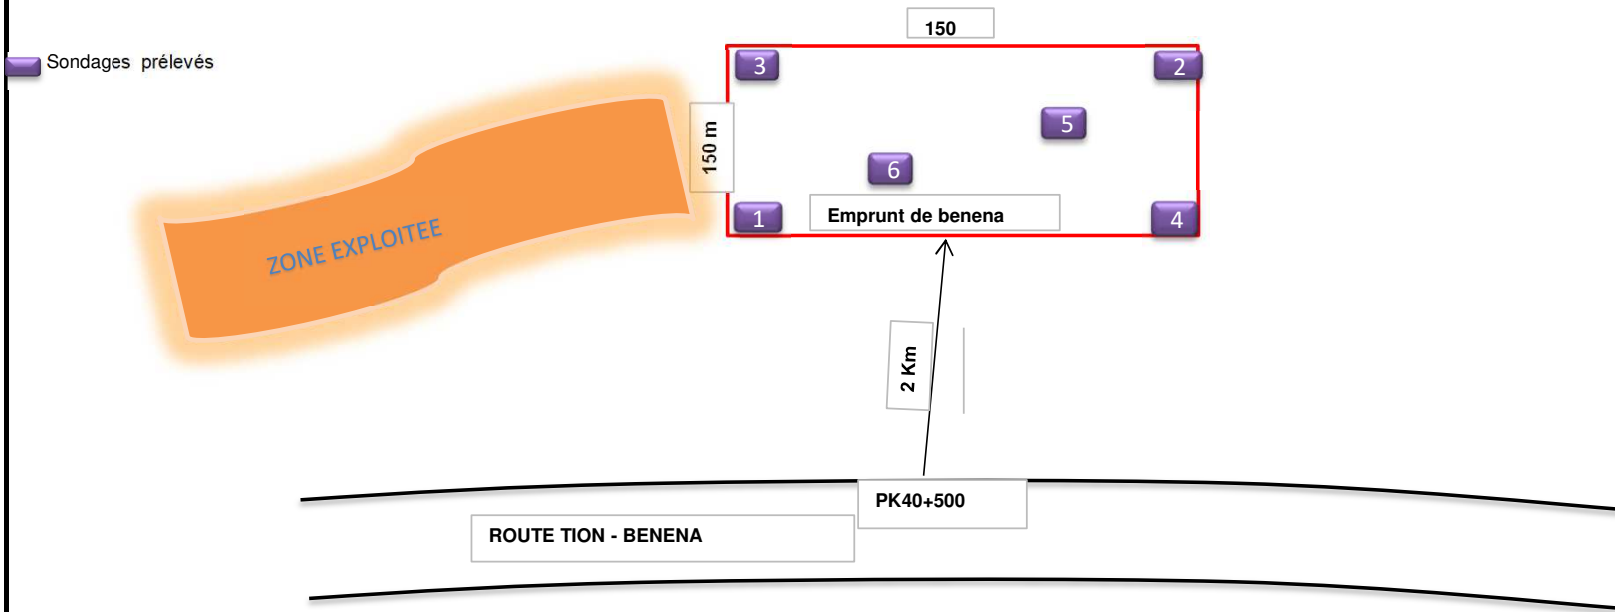 150
Sondages prélevés
3
2
5
150 m
6
1
Emprunt de benena
4
ZONE EXPLOITEE
2 Km
PK40+500
ROUTE TION - BENENA